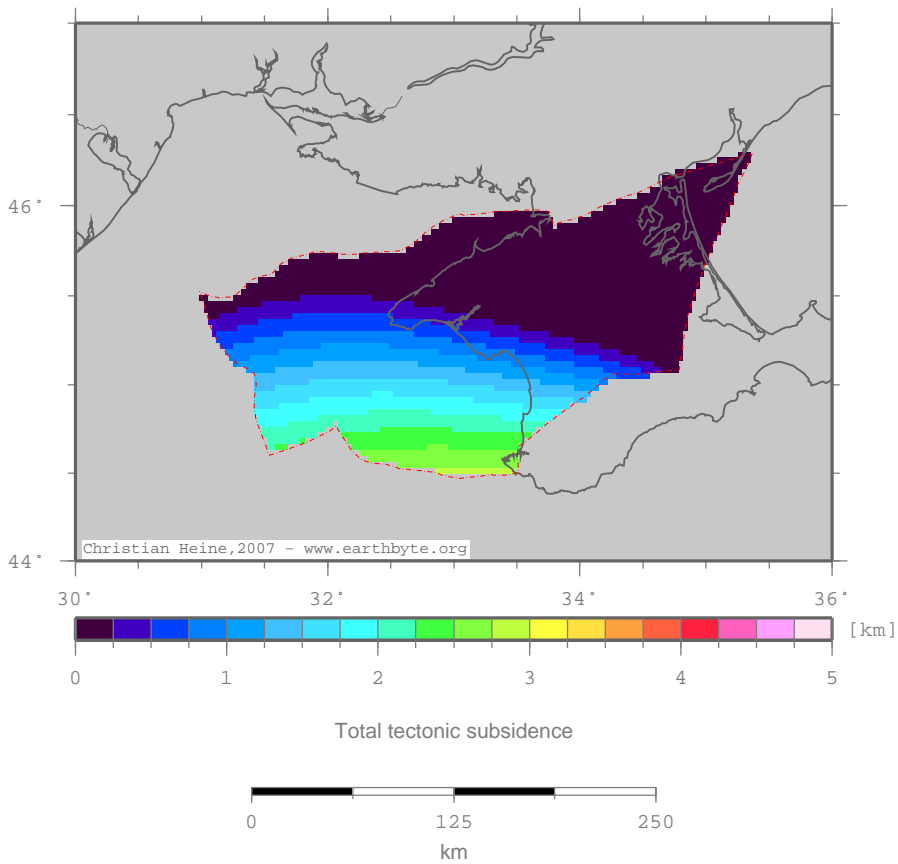 46°
Christian Heine,2007 - www.earthbyte.org
44°
30° 32° 34° 36°
[km]
0 1 2 3 4 5
Total tectonic subsidence
0 125 250
km